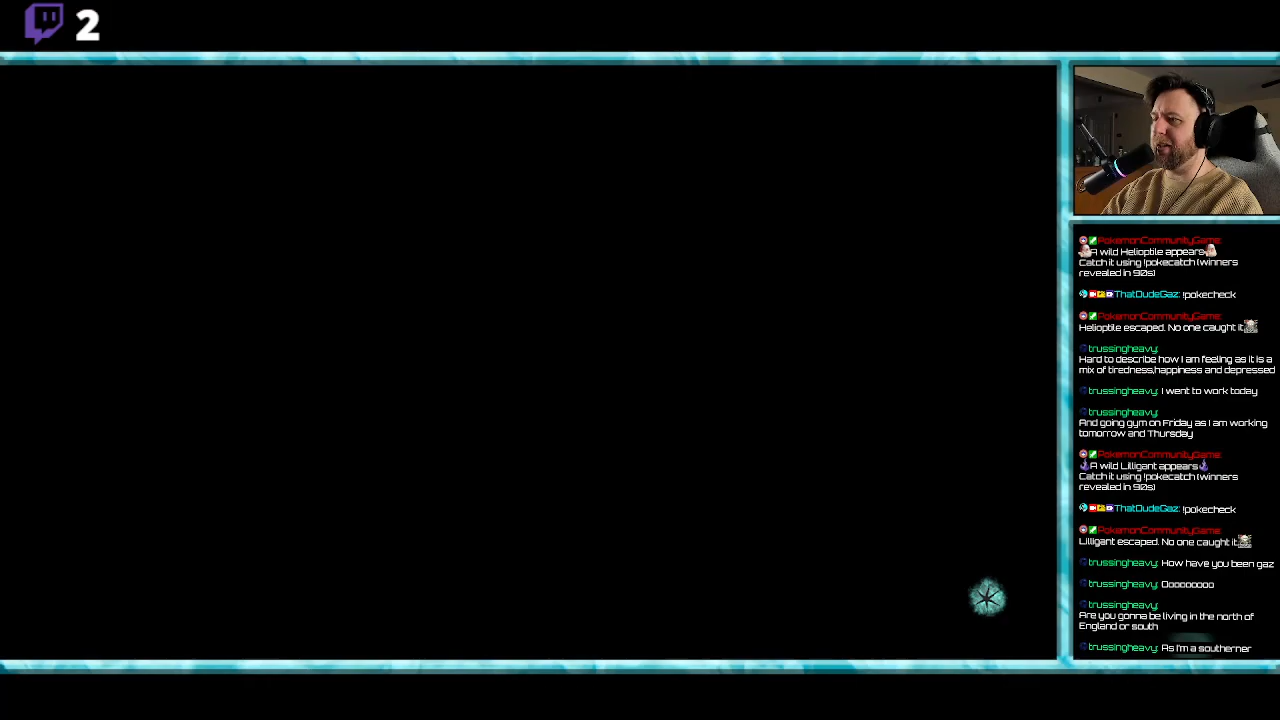 2
PokemonCommunityGame:
A wild Helioptile appears
Catch it using !pokecatch (winners
revealed in 90s)
ThatDudeGaz: !pokecheck
PokemonCommunityGame:
Helioptile escaped. No one caught it
trussingheavy:
Hard to describe how I am feeling as it is a
mix of tiredness,happiness and depressed
trussingheavy: I went to work today
trussingheavy:
And going gym on Friday as I am working
tomorrow and Thursday
PokemonCommunityGame:
A wild Lilligant appears
Catch it using !pokecatch (winners
revealed in 90s)
ThatDudeGaz: !pokecheck
PokemonCommunityGame:
Lilligant escaped. No one caught it
trussingheavy: How have you been gaz
trussingheavy: Ooooooooo
trussingheavy:
Are you gonna be living in the north of
England or south
trussingheavy: As I'm a southerner